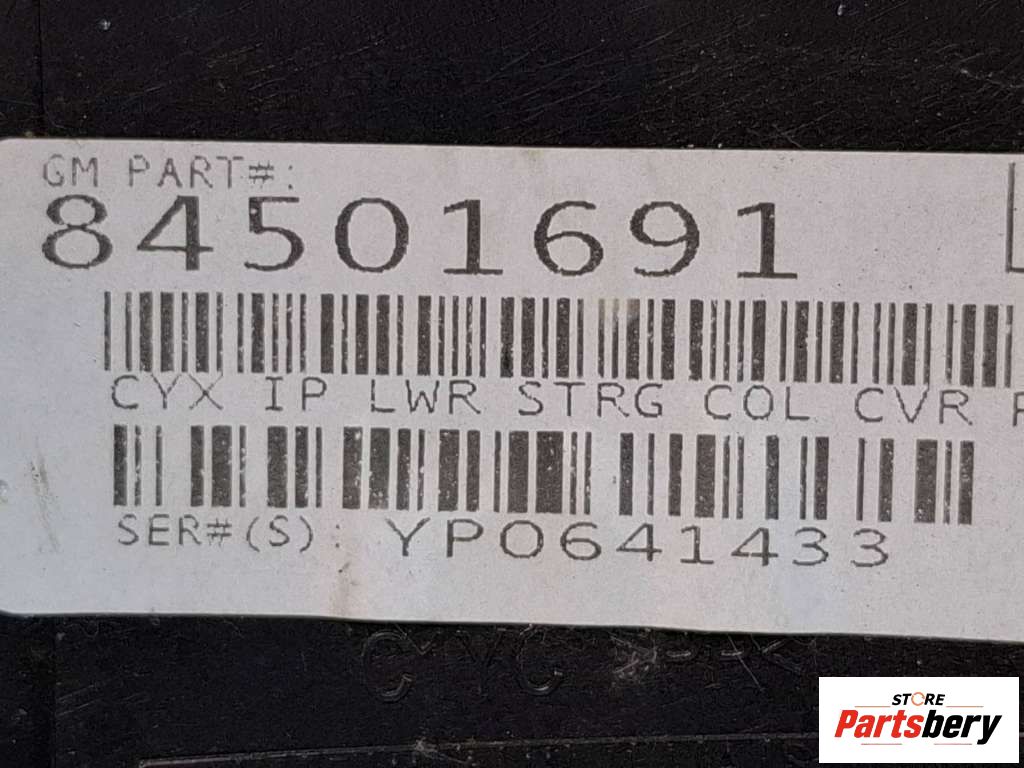 GM PART#:
84501691
CYX IP LWR STRG COL CVR
SER#(S): YP0641433
STORE
Partsbery